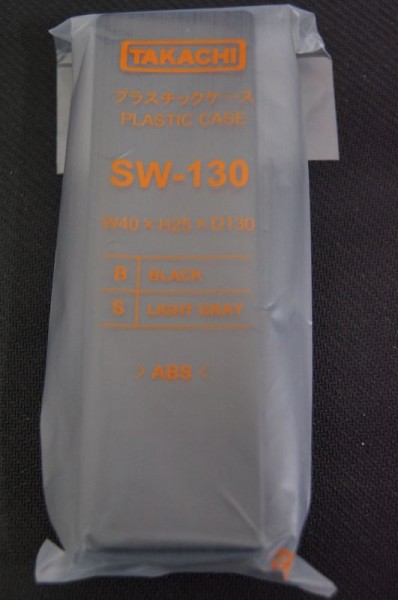 TAKACHI
プラスチックケース
PLASTIC CASE
SW-130
W40 × H25 × D130
B BLACK
S LIGHT GRAY
> ABS <